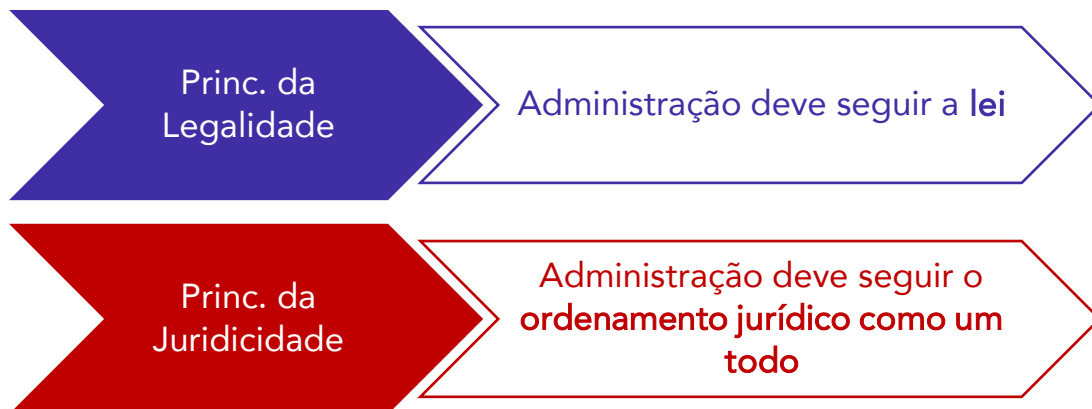 Princ. da
Legalidade
Administração deve seguir a lei
Princ. da
Juridicidade
Administração deve seguir o
ordenamento jurídico como um
todo